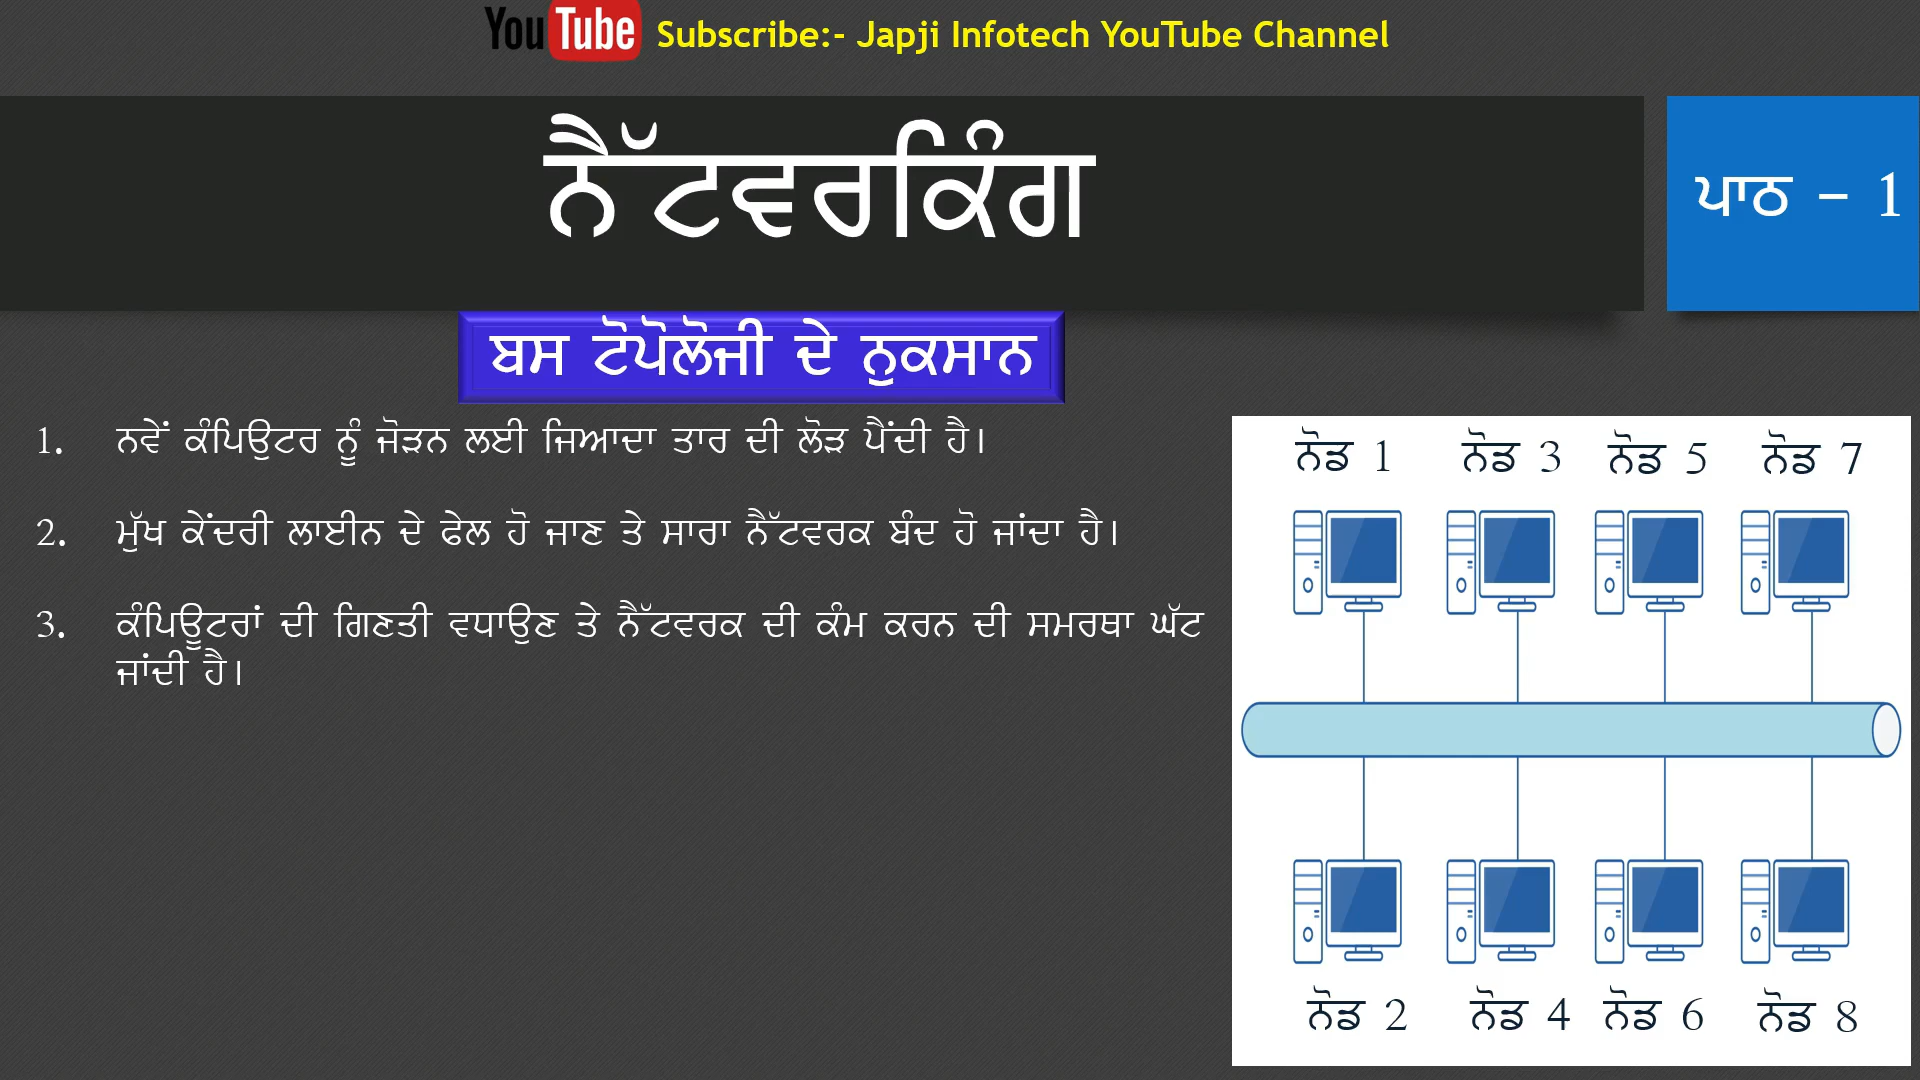 YouTube Subscribe:- Japji Infotech YouTube Channel
ਨੈੱਟਵਰਕਿੰਗ
ਪਾਠ – 1
ਬਸ ਟੋਪੋਲੋਜੀ ਦੇ ਨੁਕਸਾਨ
1. ਨਵੇਂ ਕੰਪਿਉਟਰ ਨੂੰ ਜੋੜਨ ਲਈ ਜਿਆਦਾ ਤਾਰ ਦੀ ਲੋੜ ਪੈਂਦੀ ਹੈ।
2. ਮੁੱਖ ਕੇਂਦਰੀ ਲਾਈਨ ਦੇ ਫੇਲ ਹੋ ਜਾਣ ਤੇ ਸਾਰਾ ਨੈੱਟਵਰਕ ਬੰਦ ਹੋ ਜਾਂਦਾ ਹੈ।
3. ਕੰਪਿਊਟਰਾਂ ਦੀ ਗਿਣਤੀ ਵਧਾਉਣ ਤੇ ਨੈੱਟਵਰਕ ਦੀ ਕੰਮ ਕਰਨ ਦੀ ਸਮਰਥਾ ਘੱਟ
ਜਾਂਦੀ ਹੈ।
ਨੋਡ 1 ਨੋਡ 3 ਨੋਡ 5 ਨੋਡ 7
ਨੋਡ 2 ਨੋਡ 4 ਨੋਡ 6 ਨੋਡ 8